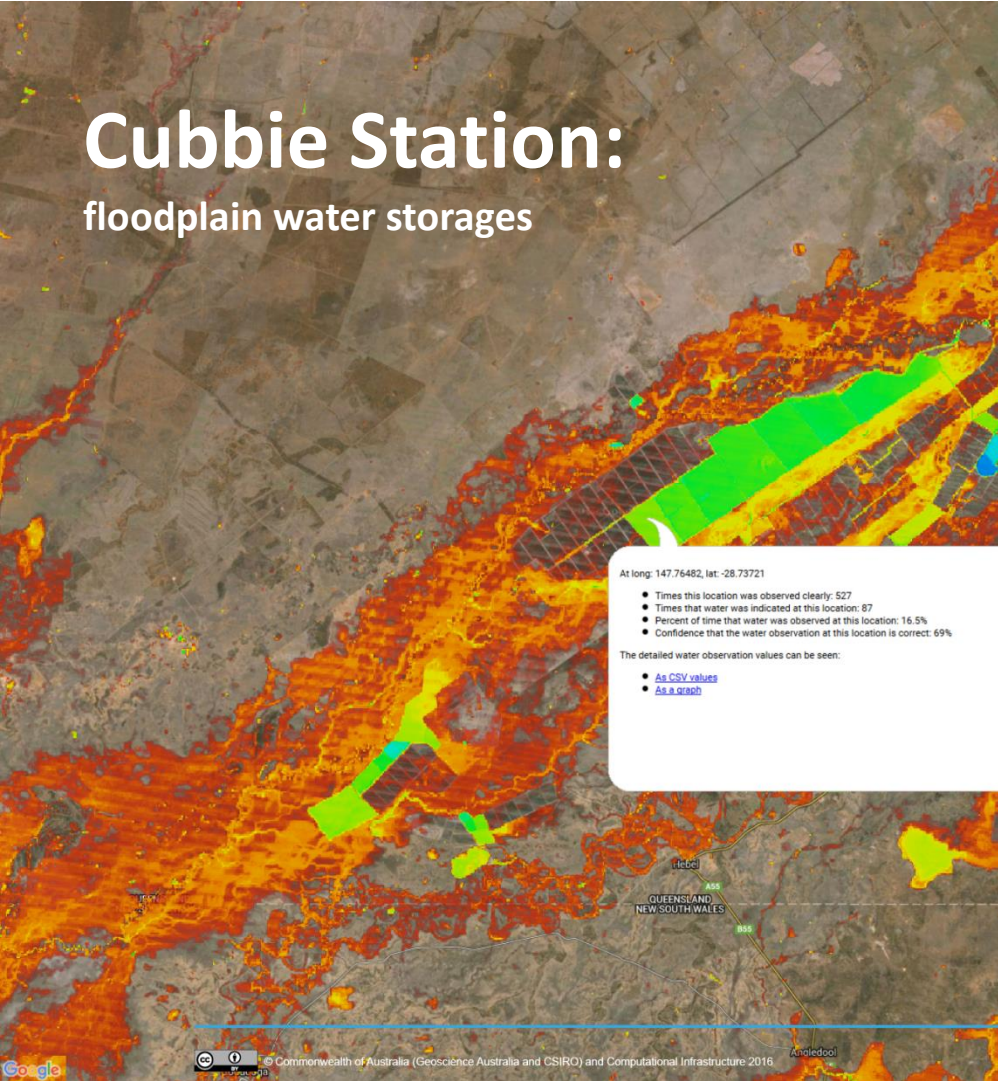 Cubbie Station:
floodplain water storages
At long: 147.76482, lat: -28.73721
● Times this location was observed clearly: 527
● Times that water was indicated at this location: 87
● Percent of time that water was observed at this location: 16.5%
● Confidence that the water observation at this location is correct: 69%
The detailed water observation values can be seen:
● As CSV values
● As a graph
Hebel
A55
QUEENSLAND
NEW SOUTH WALES
B55
Angledool
cc BY © Commonwealth of Australia (Geoscience Australia and CSIRO) and Computational Infrastructure 2016
Google